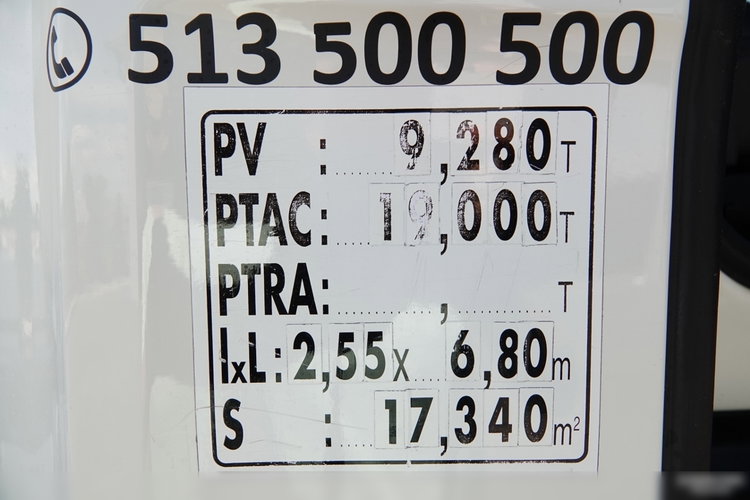 513 500 500
PV : 9,280 T
PTAC: 19,000 T
PTRA: , T
lxL: 2,55 x 6,80 m
S : 17,340 m²